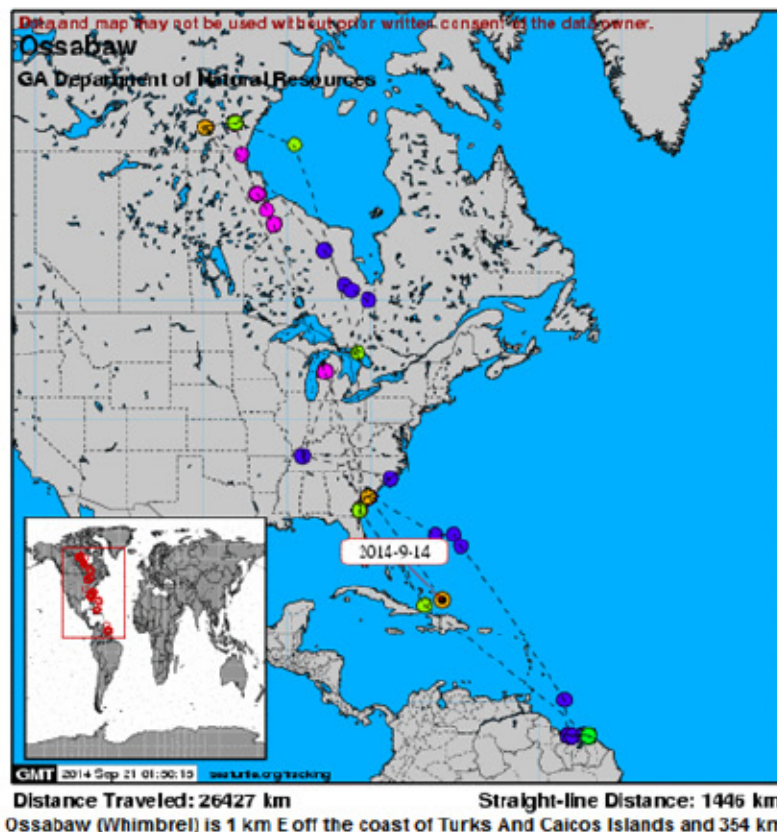 Data and map may not be used without prior written consent of the data owner.
Ossabaw
GA Department of Natural Resources
2014-9-14
GMT 2014 Sep 21 01:50:15 seaturtle.org/tracking
Distance Traveled: 26427 km Straight-line Distance: 1446 km
Ossabaw (Whimbrel) is 1 km E off the coast of Turks And Caicos Islands and 354 km